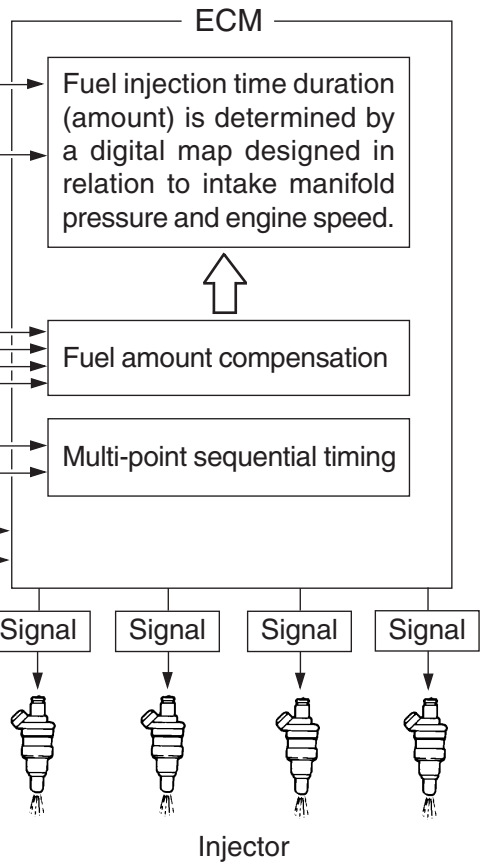 ECM
Fuel injection time duration
(amount) is determined by
a digital map designed in
relation to intake manifold
pressure and engine speed.
Fuel amount compensation
Multi-point sequential timing
Signal Signal Signal Signal
Injector